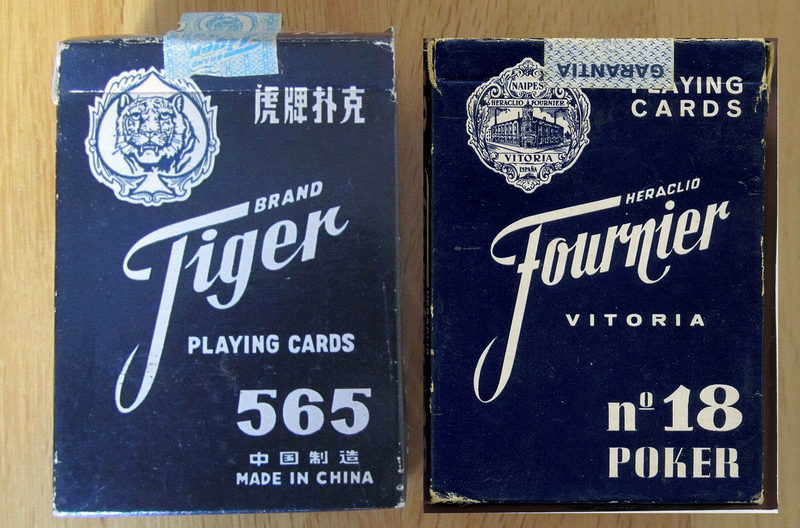 虎牌扑克
BRAND
Tiger
PLAYING CARDS
565
中国制造
MADE IN CHINA
GARANTIA
PLAYING
CARDS
NAIPES
HERACLIO FOURNIER
VITORIA
ESPAÑA
HERACLIO
Fournier
VITORIA
nº 18
POKER